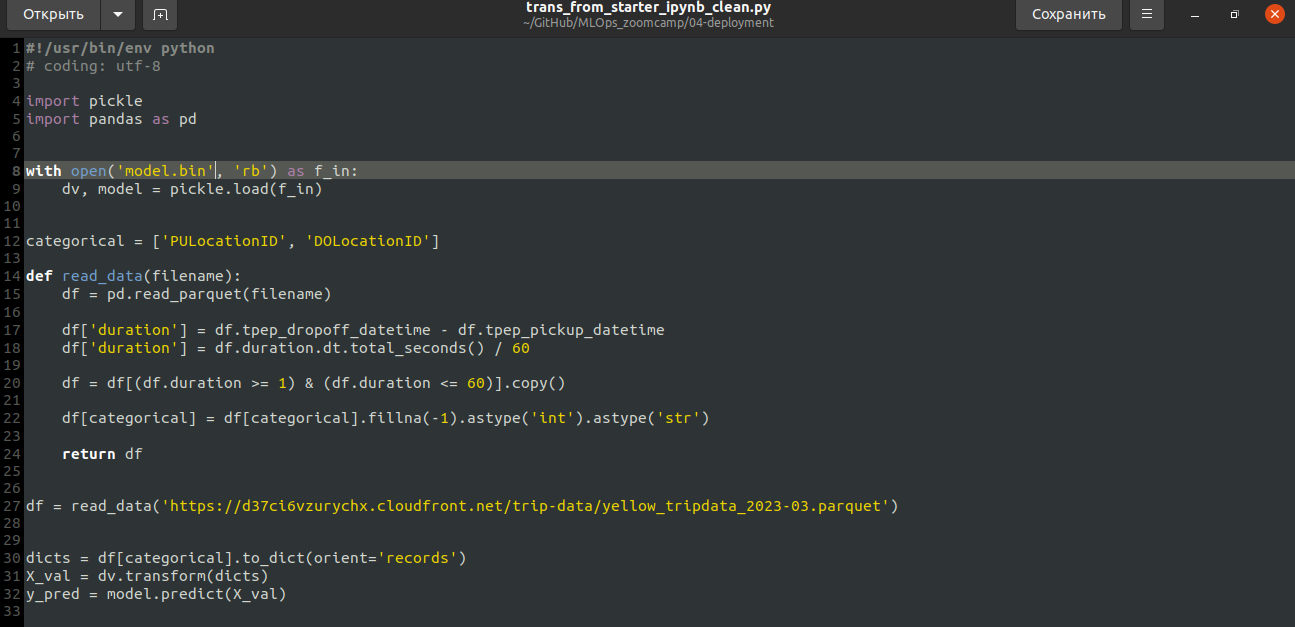 Открыть
trans_from_starter_ipynb_clean.py
~/GitHub/MLOps_zoomcamp/04-deployment
Сохранить
1 #!/usr/bin/env python
2 # coding: utf-8
3
4 import pickle
5 import pandas as pd
6
7
8 with open('model.bin', 'rb') as f_in:
9     dv, model = pickle.load(f_in)
10
11
12 categorical = ['PULocationID', 'DOLocationID']
13
14 def read_data(filename):
15     df = pd.read_parquet(filename)
16
17     df['duration'] = df.tpep_dropoff_datetime - df.tpep_pickup_datetime
18     df['duration'] = df.duration.dt.total_seconds() / 60
19
20     df = df[(df.duration >= 1) & (df.duration <= 60)].copy()
21
22     df[categorical] = df[categorical].fillna(-1).astype('int').astype('str')
23
24     return df
25
26
27 df = read_data('https://d37ci6vzurychx.cloudfront.net/trip-data/yellow_tripdata_2023-03.parquet')
28
29
30 dicts = df[categorical].to_dict(orient='records')
31 X_val = dv.transform(dicts)
32 y_pred = model.predict(X_val)
33